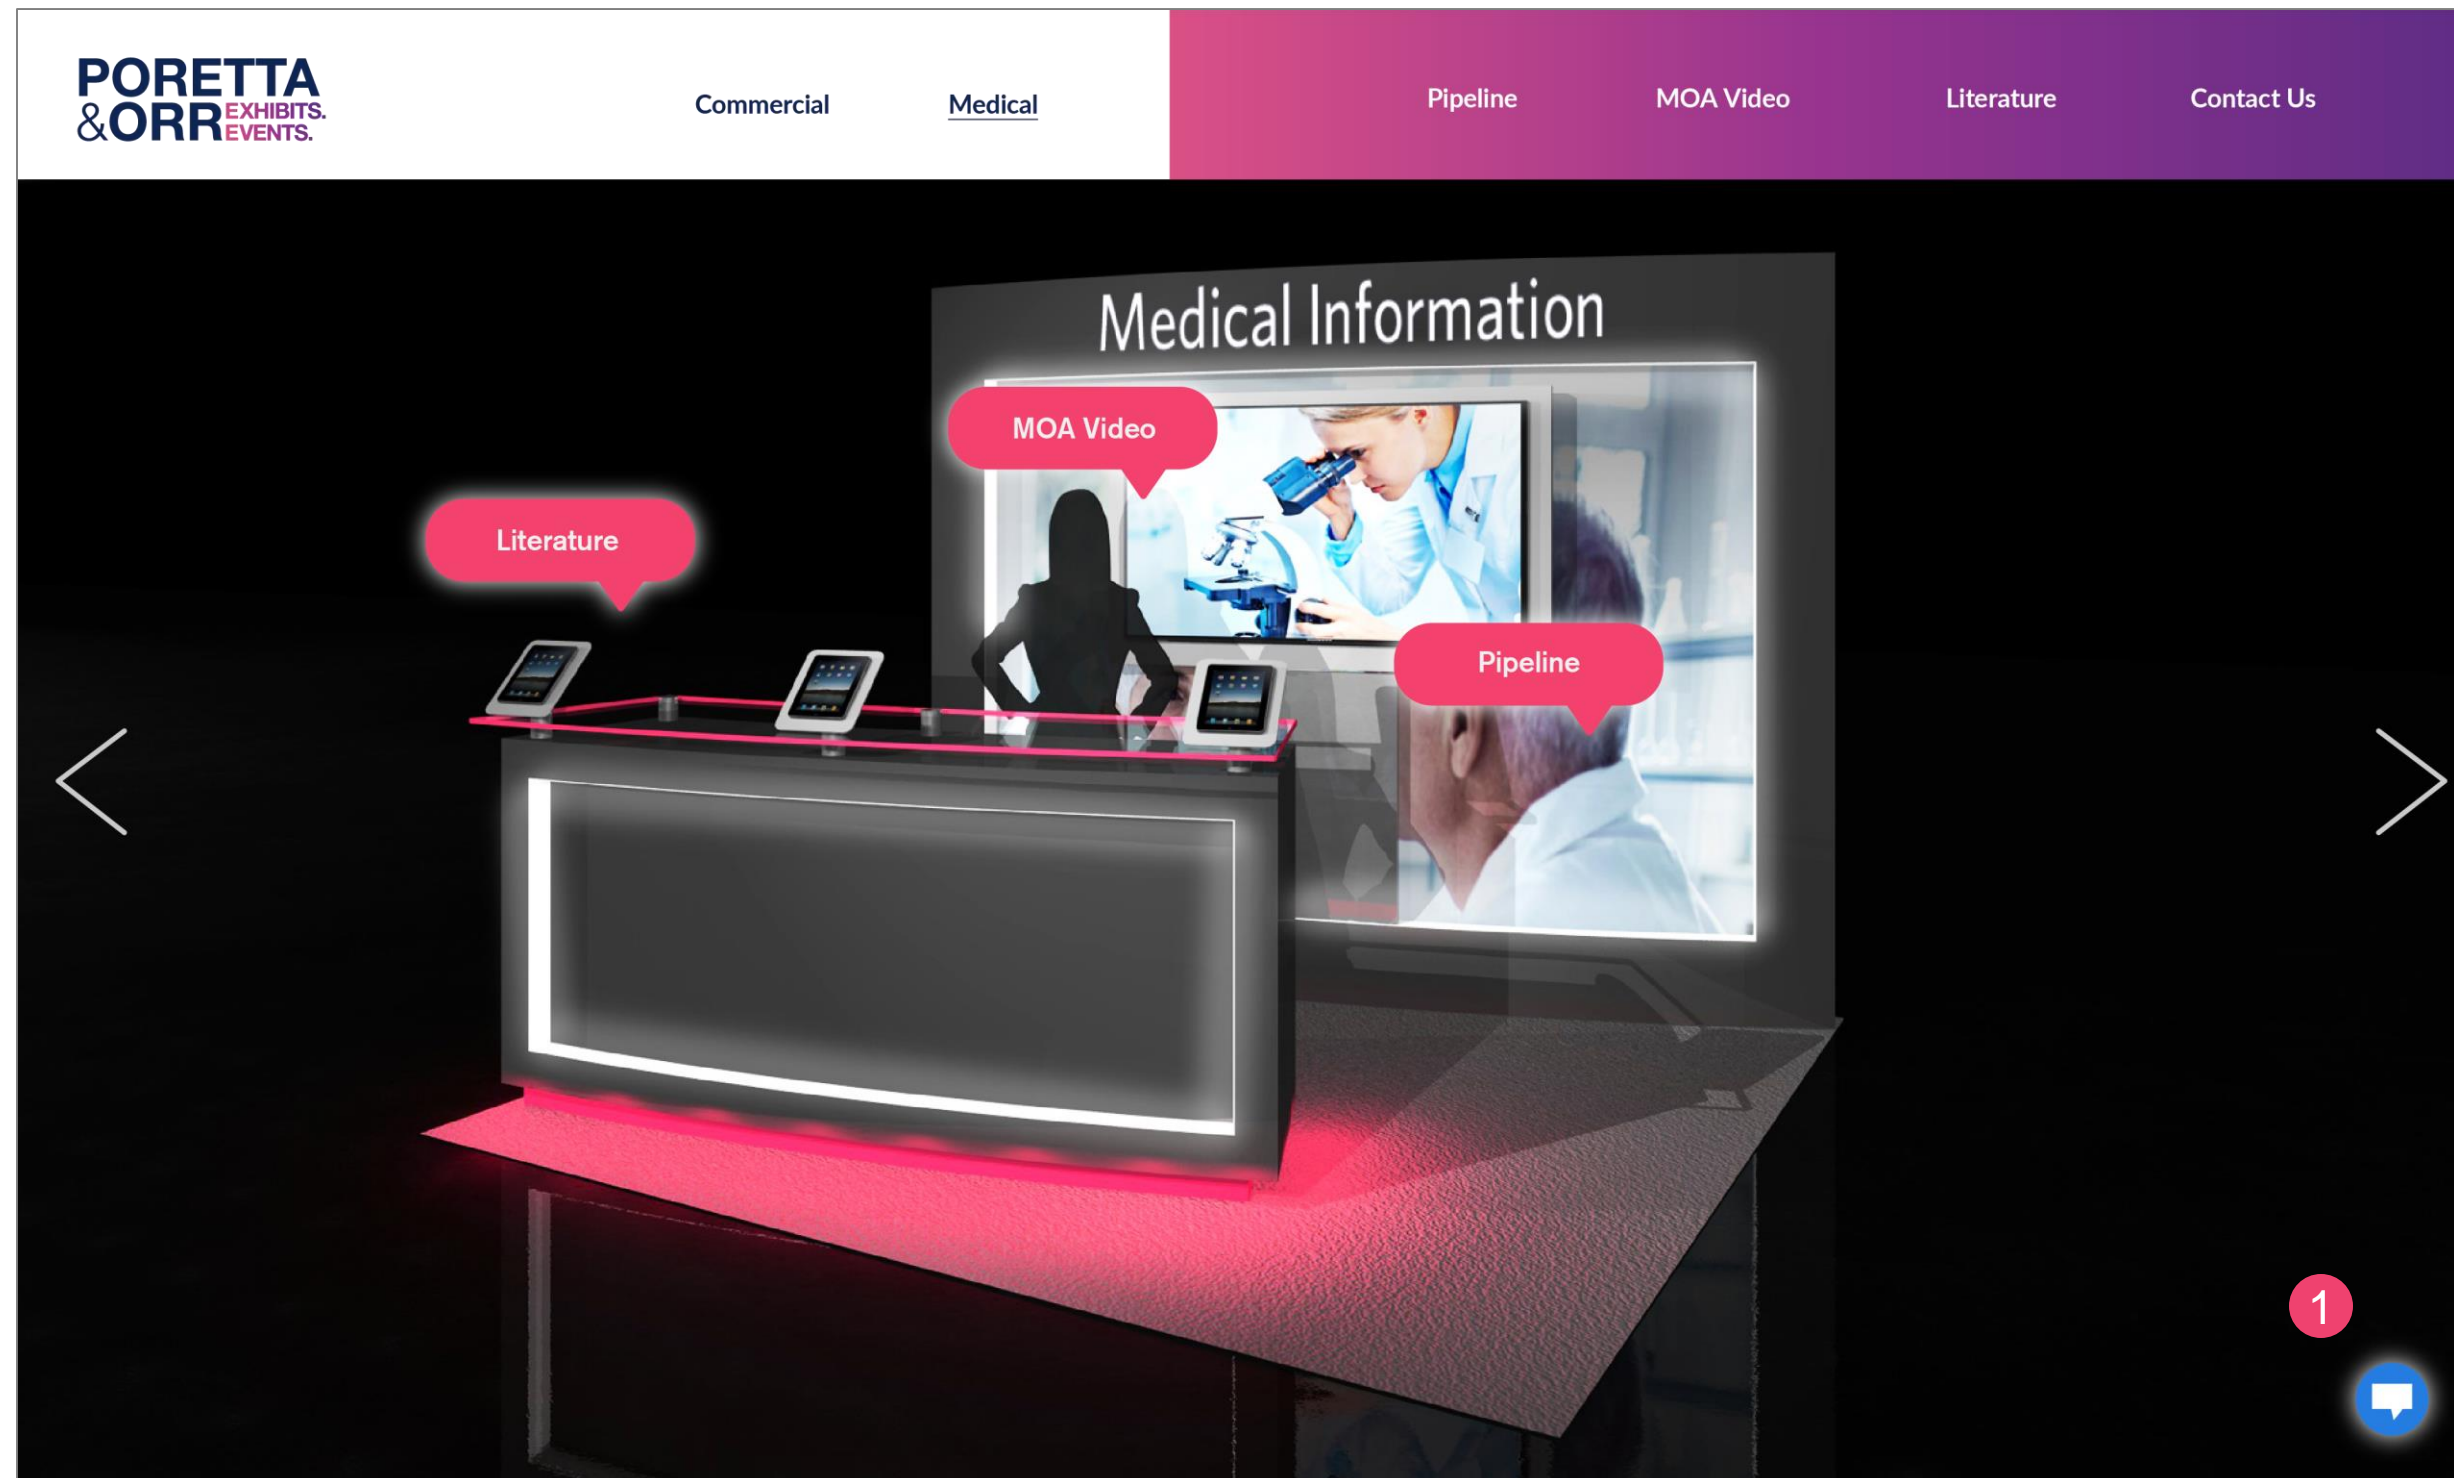 PORETTA
&ORR EXHIBITS. EVENTS.
Commercial
Medical
Pipeline
MOA Video
Literature
Contact Us
Medical Information
MOA Video
Literature
Pipeline
1